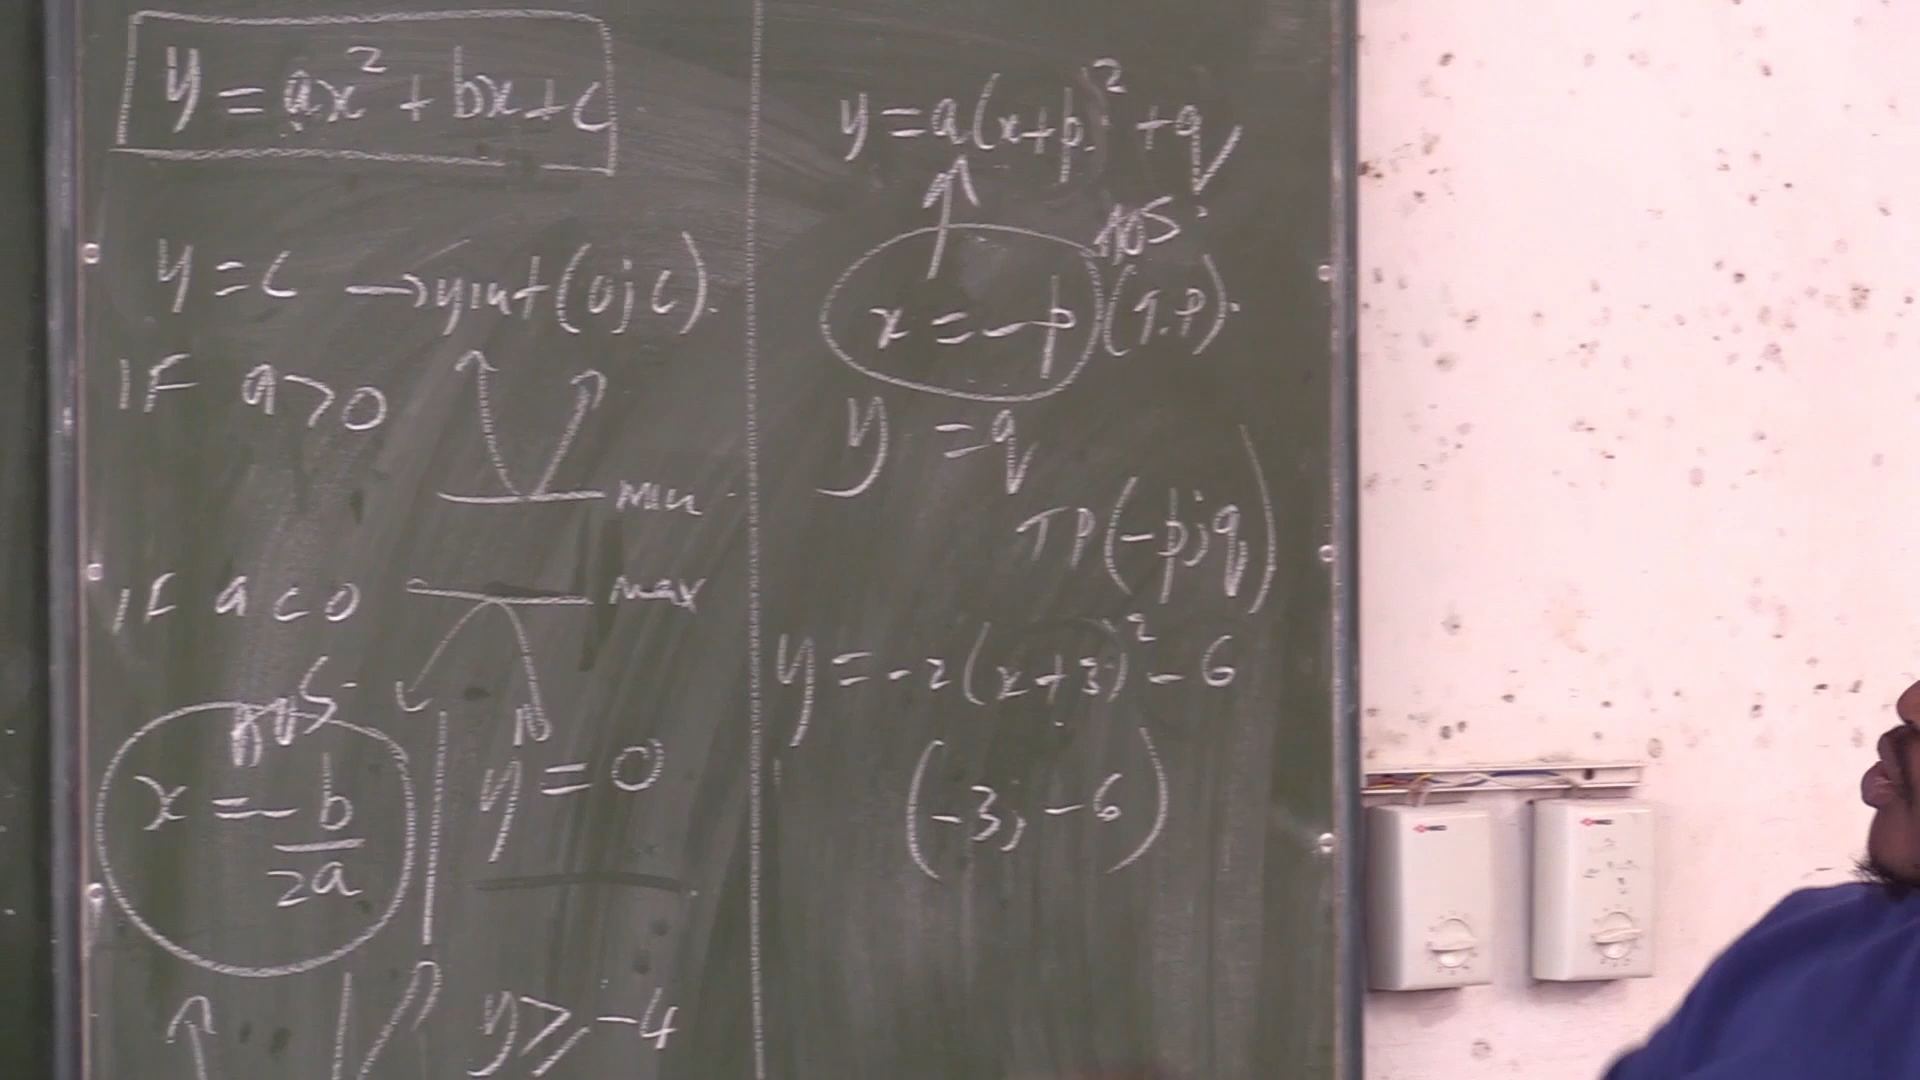 y = ax² + bx + c
y = c → yint (0; c).
IF a > 0
min
IF a < 0
max
AOS
x = -b/2a
y = 0
y ≥ -4
y = a(x+p)² + q
AOS
x = -p (T.P).
y = q
TP(-p; q)
y = -2(x+3)² - 6
(-3; -6)